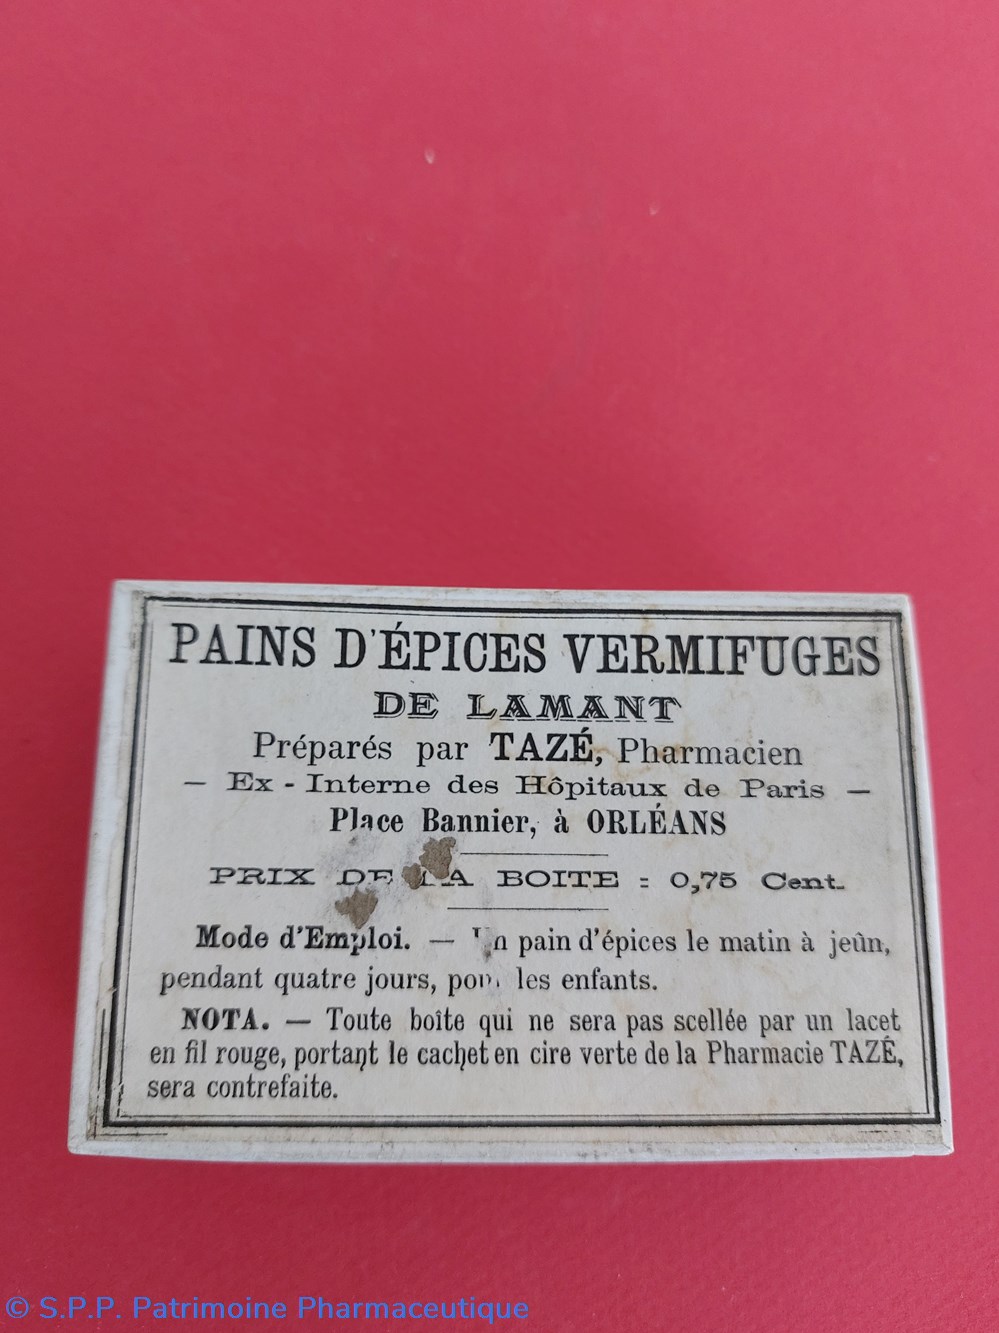 PAINS D'ÉPICES VERMIFUGES
DE LAMANT
Préparés par TAZÉ, Pharmacien
— Ex - Interne des Hôpitaux de Paris —
Place Bannier, à ORLÉANS
PRIX DE LA BOITE : 0,75 Cent.
Mode d'Emploi. — Un pain d'épices le matin à jeûn,
pendant quatre jours, pour les enfants.
NOTA. — Toute boîte qui ne sera pas scellée par un lacet
en fil rouge, portant le cachet en cire verte de la Pharmacie TAZÉ,
sera contrefaite.
© S.P.P. Patrimoine Pharmaceutique